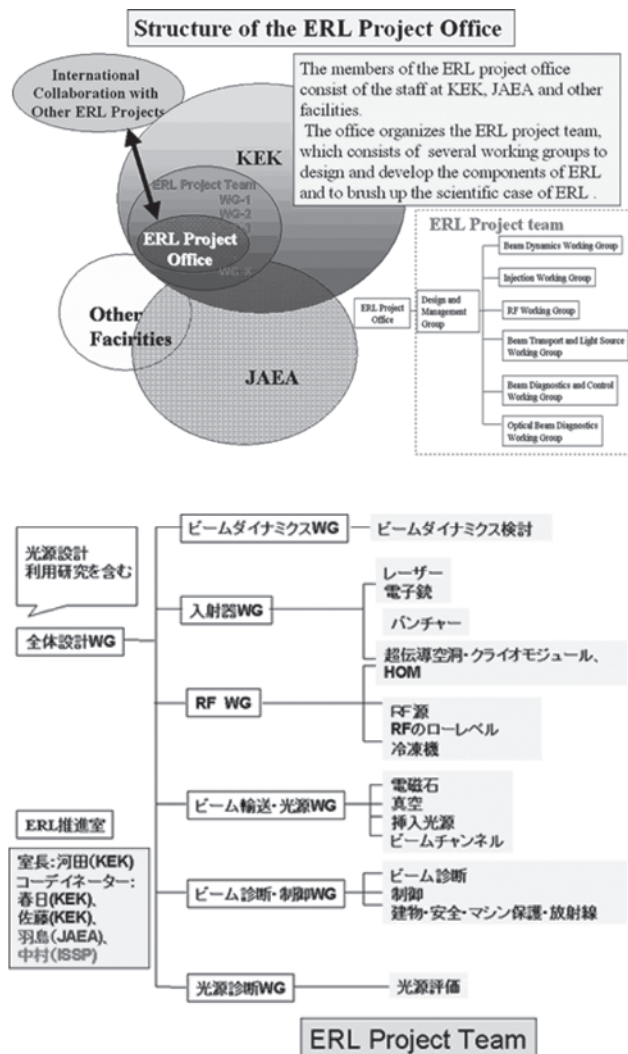 Structure of the ERL Project Office
International
Collaboration with
Other ERL Projects
The members of the ERL project office
consist of the staff at KEK, JAEA and other
facilities.
The office organizes the ERL project team,
which consists of several working groups to
design and develop the components of ERL
and to brush up the scientific case of ERL .
KEK
ERL Project Team
WG-1
WG-2
ERL Project
Office
WG-X
Other
Facirities
JAEA
ERL Project team
ERL Project
Office
Design and
Management
Group
Beam Dynamics Working Group
Injection Working Group
RF Working Group
Beam Transport and Light Source
Working Group
Beam Diagnostics and Control
Working Group
Optical Beam Diagnostics
Working Group
光源設計
利用研究を含む
全体設計WG
ビームダイナミクスWG
ビームダイナミクス検討
入射器WG
レーザー
電子銃
バンチャー
超伝導空洞・クライオモジュール、
HOM
RF WG
RF源
RFのローレベル
冷凍機
ビーム輸送・光源WG
電磁石
真空
挿入光源
ビームチャンネル
ERL推進室
室長:河田(KEK)
コーデイネーター:
春日(KEK)、
佐藤(KEK)、
羽島(JAEA)、
中村(ISSP)
ビーム診断・制御WG
ビーム診断
制御
建物・安全・マシン保護・放射線
光源診断WG
光源評価
ERL Project Team